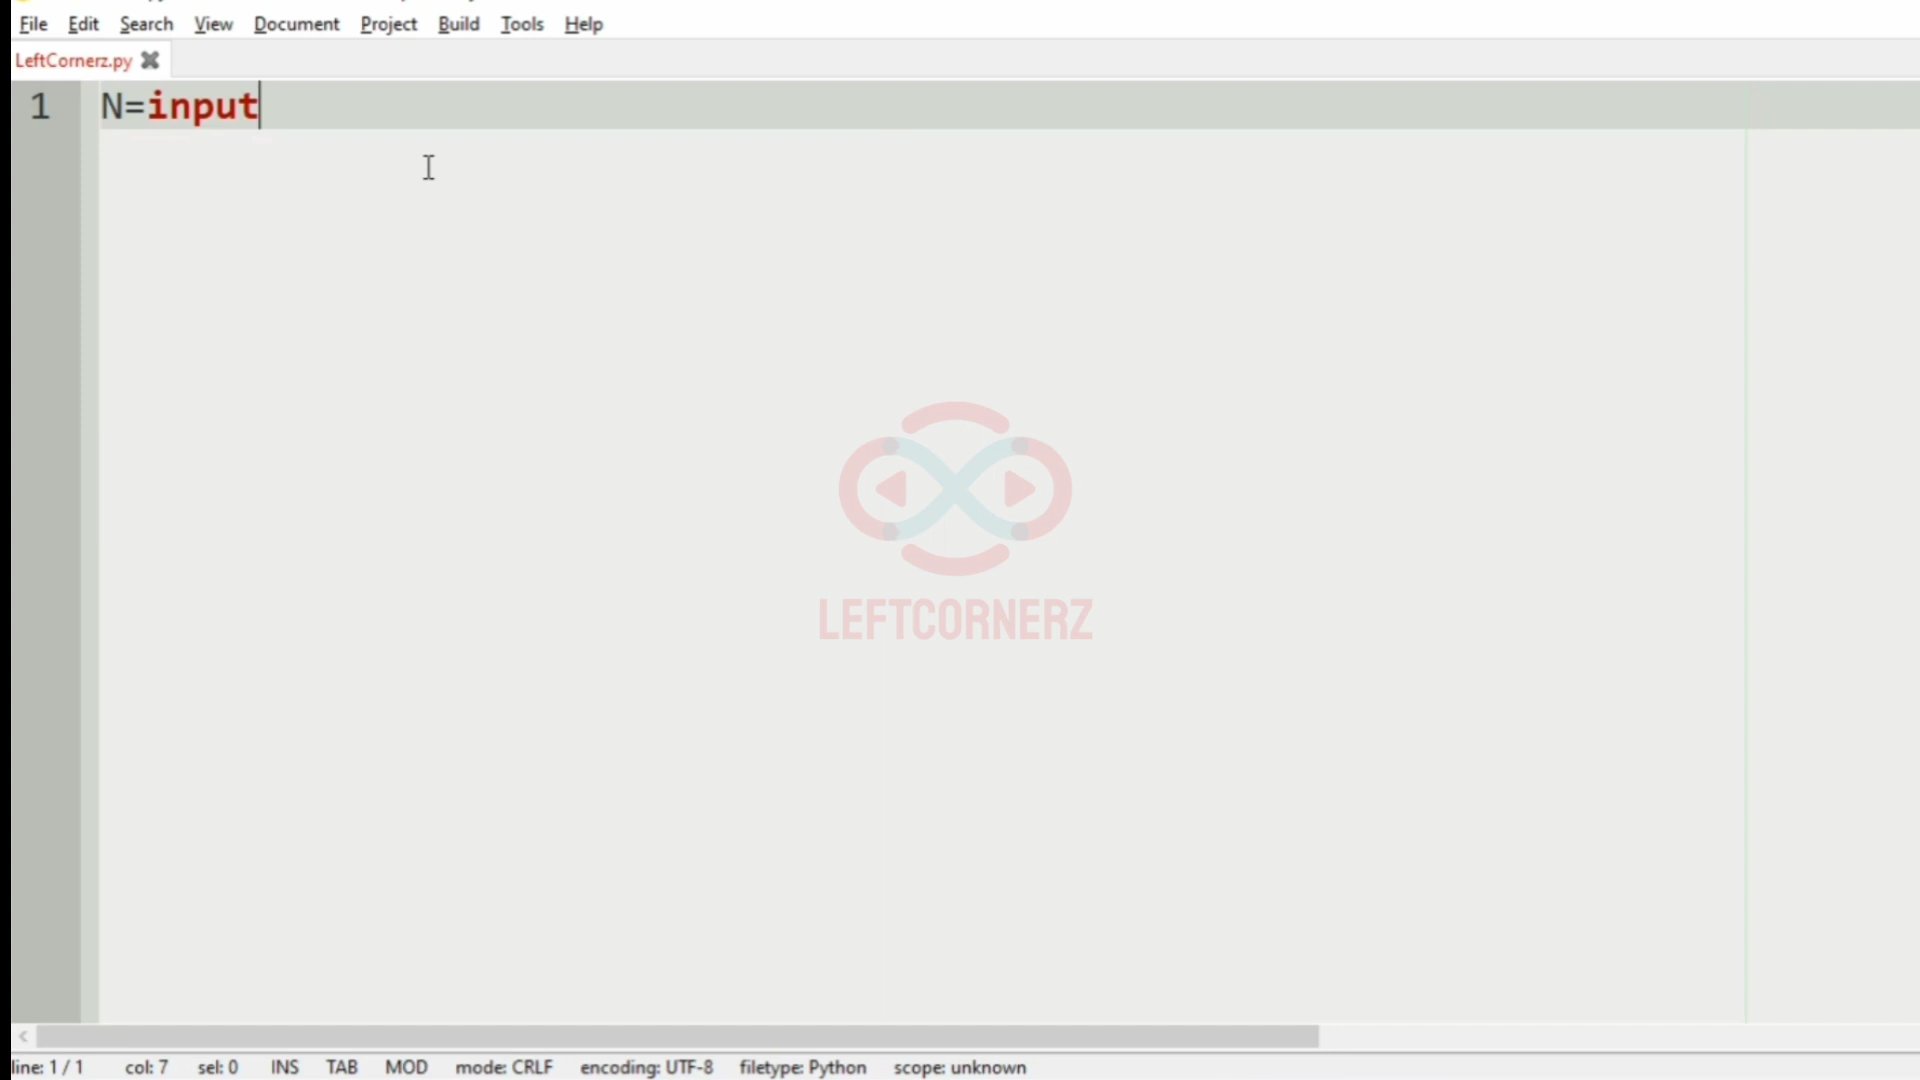 File Edit Search View Document Project Build Tools Help
LeftCornerz.py
1 N=input
LEFTCORNERZ
line: 1 / 1 col: 7 sel: 0 INS TAB MOD mode: CRLF encoding: UTF-8 filetype: Python scope: unknown